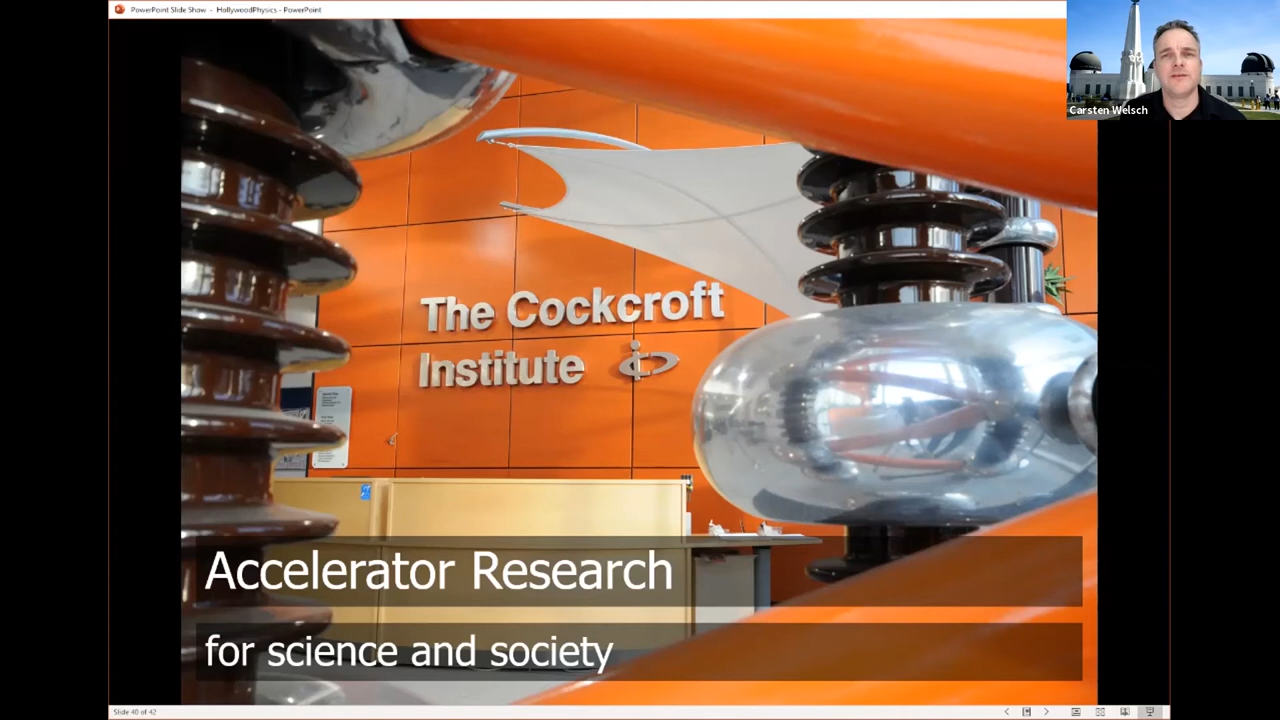 PowerPoint Slide Show - HollywoodPhysics - PowerPoint
Carsten Welsch
The Cockcroft
Institute
Accelerator Research
for science and society
Slide 40 of 42